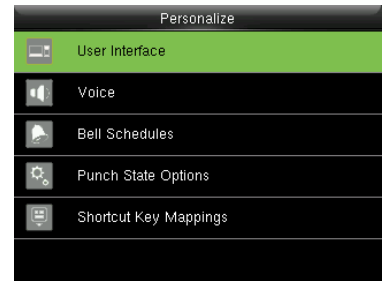 Personalize
User Interface
Voice
Bell Schedules
Punch State Options
Shortcut Key Mappings